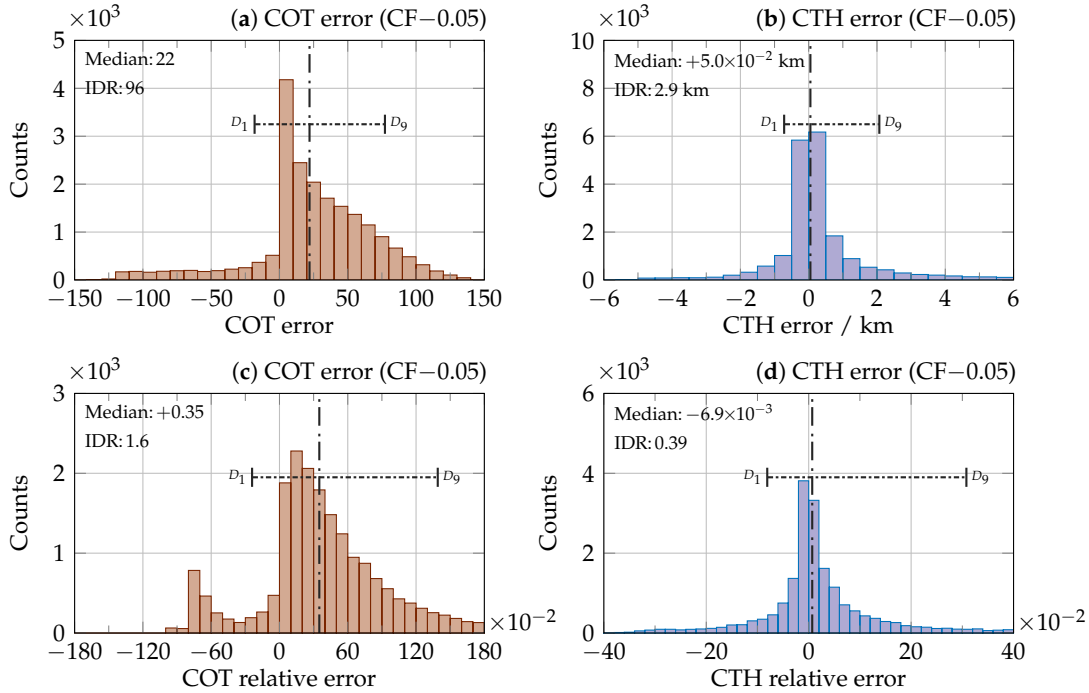 ×10³
(a) COT error (CF−0.05)
5
4
3
2
1
0
Counts
Median: 22
IDR: 96
D₁
D₉
−150
−100
−50
0
50
100
150
COT error
×10³
(b) CTH error (CF−0.05)
10
8
6
4
2
0
Counts
Median: +5.0×10⁻² km
IDR: 2.9 km
D₁
D₉
−6
−4
−2
0
2
4
6
CTH error / km
×10³
(c) COT error (CF−0.05)
3
2
1
0
Counts
Median: +0.35
IDR: 1.6
D₁
D₉
−180
−120
−60
0
60
120
180
×10⁻²
COT relative error
×10³
(d) CTH error (CF−0.05)
6
4
2
0
Counts
Median: −6.9×10⁻³
IDR: 0.39
D₁
D₉
−40
−20
0
20
40
×10⁻²
CTH relative error